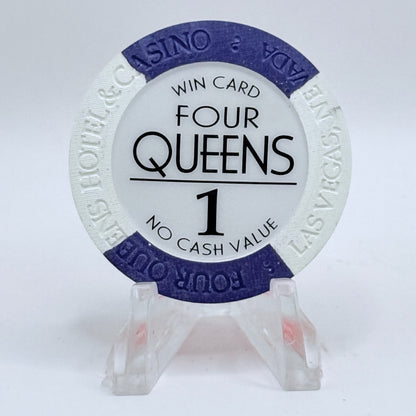 WIN CARD
FOUR
QUEENS
1
NO CASH VALUE
FOUR QUEENS HOTEL & CASINO
LAS VEGAS, NEVADA